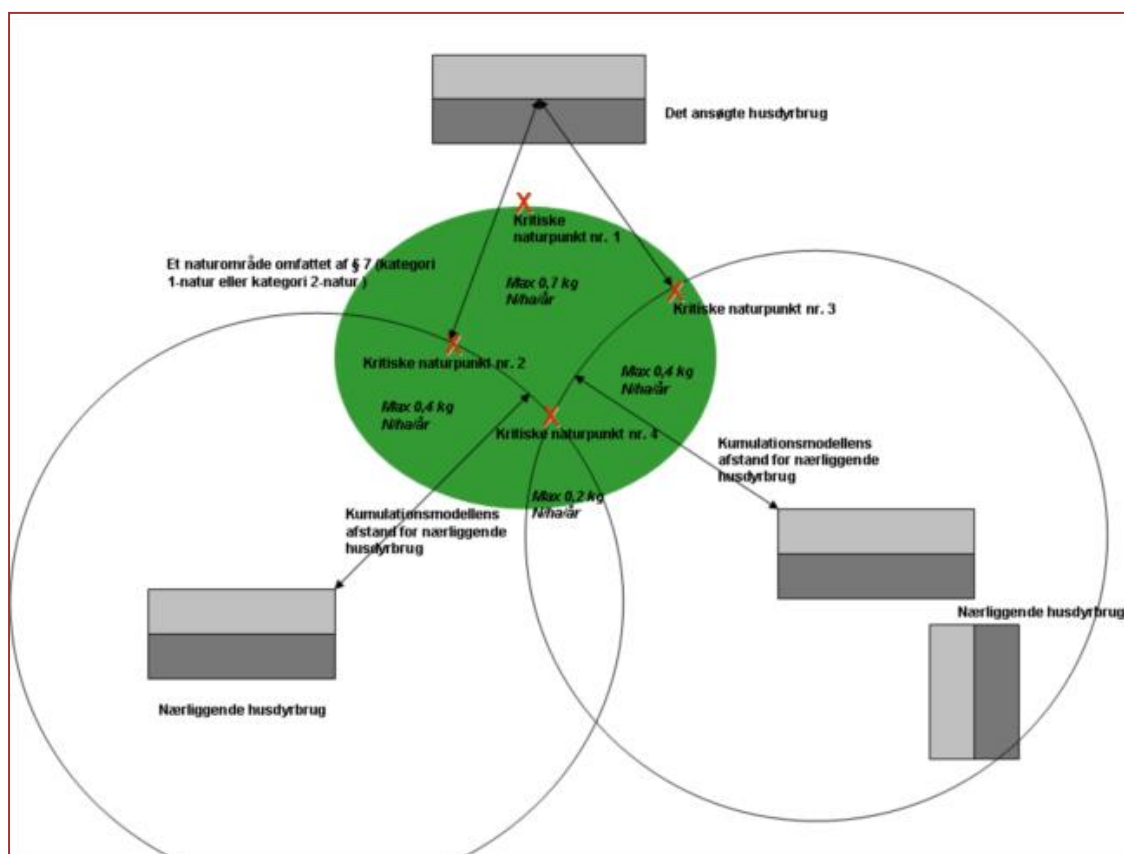 Det ansøgte husdyrbrug
X
Kritiske
naturpunkt nr. 1
Et naturområde omfattet af § 7 (kategori
1-natur eller kategori 2-natur )
Max 0,7 kg
N/ha/år
X
Kritiske naturpunkt nr. 3
X
Kritiske naturpunkt nr. 2
Max 0,4 kg
N/ha/år
Max 0,4 kg
N/ha/år
X
Kritiske naturpunkt nr. 4
Kumulationsmodellens
afstand for nærliggende
husdyrbrug
Max 0,2 kg
N/ha/år
Kumulationsmodellens
afstand for nærliggende
husdyrbrug
Nærliggende husdyrbrug
Nærliggende husdyrbrug